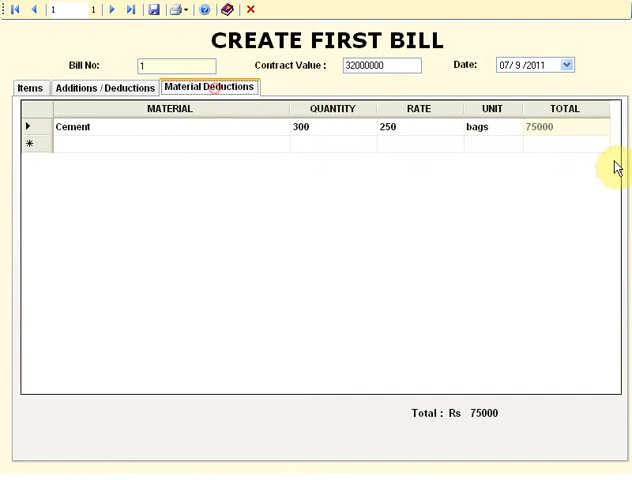 1 1
CREATE FIRST BILL
Bill No: 1 Contract Value : 32000000 Date: 07/ 9 /2011
Items Additions / Deductions Material Deductions
MATERIAL QUANTITY RATE UNIT TOTAL
Cement 300 250 bags 75000
Total : Rs 75000